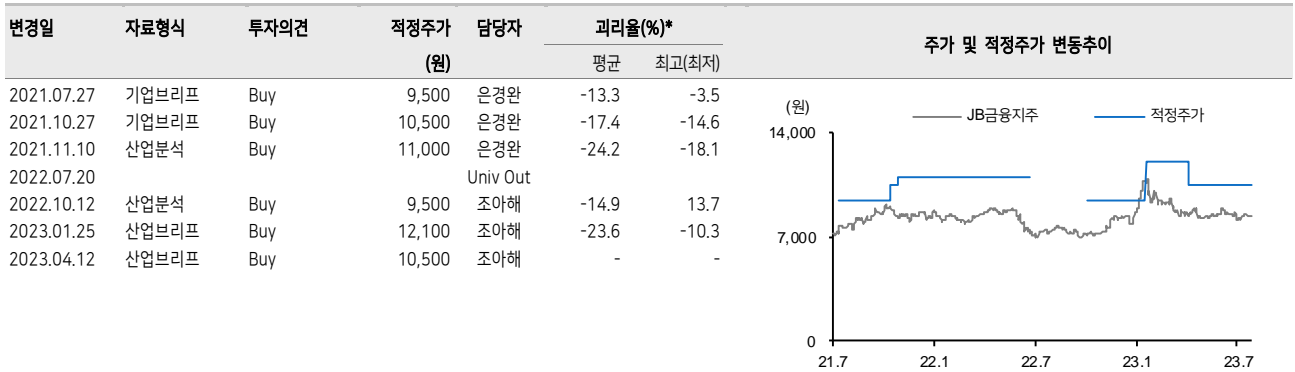 변경일 자료형식 투자의견 적정주가 담당자 괴리율(%)* 주가 및 적정주가 변동추이
(원) 평균 최고(최저)
2021.07.27 기업브리프 Buy 9,500 은경완 -13.3 -3.5
2021.10.27 기업브리프 Buy 10,500 은경완 -17.4 -14.6
2021.11.10 산업분석 Buy 11,000 은경완 -24.2 -18.1
2022.07.20 Univ Out
2022.10.12 산업분석 Buy 9,500 조아해 -14.9 13.7
2023.01.25 산업브리프 Buy 12,100 조아해 -23.6 -10.3
2023.04.12 산업브리프 Buy 10,500 조아해 - -
(원) JB금융지주 적정주가
14,000
7,000
0
21.7 22.1 22.7 23.1 23.7